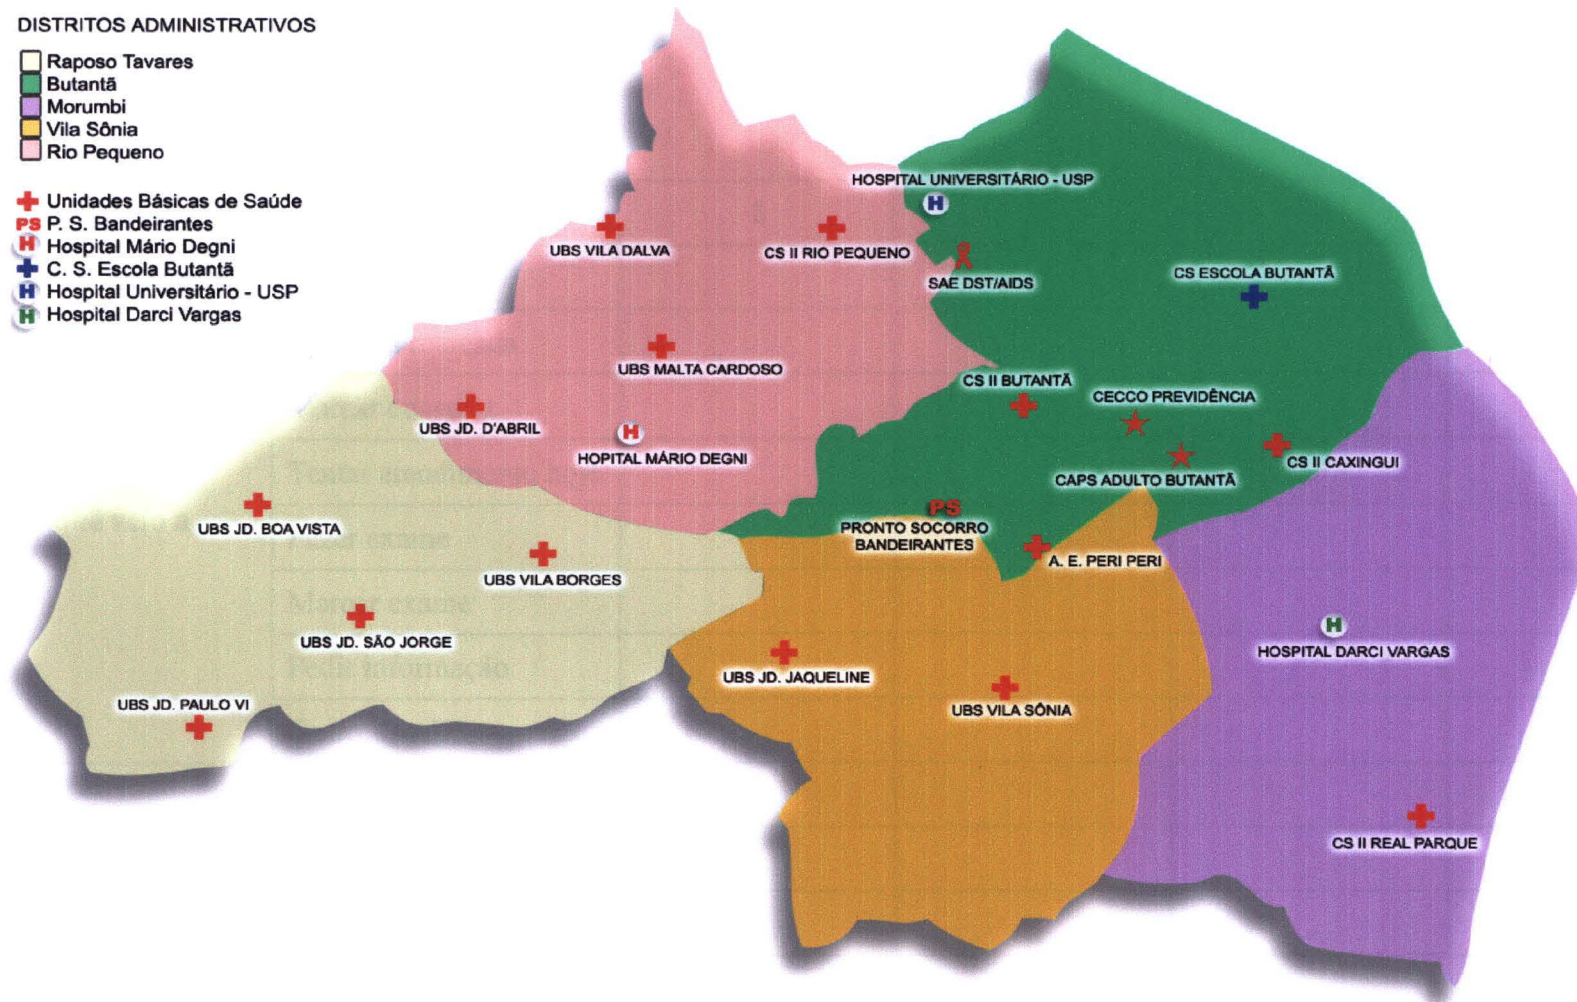 DISTRITOS ADMINISTRATIVOS
Raposo Tavares
Butantã
Morumbi
Vila Sônia
Rio Pequeno
Unidades Básicas de Saúde
PS P. S. Bandeirantes
H Hospital Mário Degni
C. S. Escola Butantã
H Hospital Universitário - USP
H Hospital Darci Vargas
HOSPITAL UNIVERSITÁRIO - USP
H
UBS VILA DALVA
CS II RIO PEQUENO
SAE DST/AIDS
CS ESCOLA BUTANTÃ
UBS MALTA CARDOSO
CS II BUTANTÃ
CECCO PREVIDÊNCIA
UBS JD. D'ABRIL
H
HOPITAL MÁRIO DEGNI
CAPS ADULTO BUTANTÃ
CS II CAXINGUI
UBS JD. BOA VISTA
PS
PRONTO SOCORRO
BANDEIRANTES
A. E. PERI PERI
UBS VILA BORGES
UBS JD. SÃO JORGE
H
HOSPITAL DARCI VARGAS
UBS JD. JAQUELINE
UBS VILA SÔNIA
UBS JD. PAULO VI
CS II REAL PARQUE
exame
Marcar exame
Pedir informação